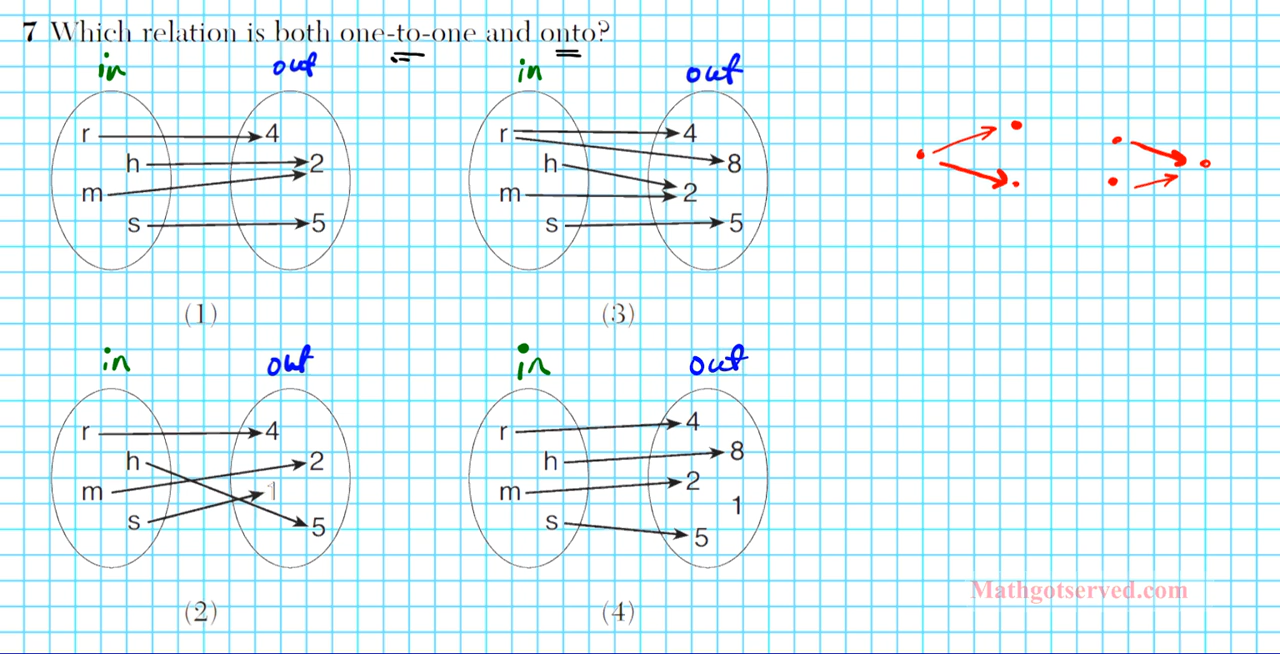 7 Which relation is both one-to-one and onto?
in out in out
r 4 r 4
h 2 h 8
m m 2
s 5 s 5
(1) (3)
in out in out
r 4 r 4
h 2 h 8
m 1 m 2
1
s 5 s 5
(2) (4)
Mathgotserved.com